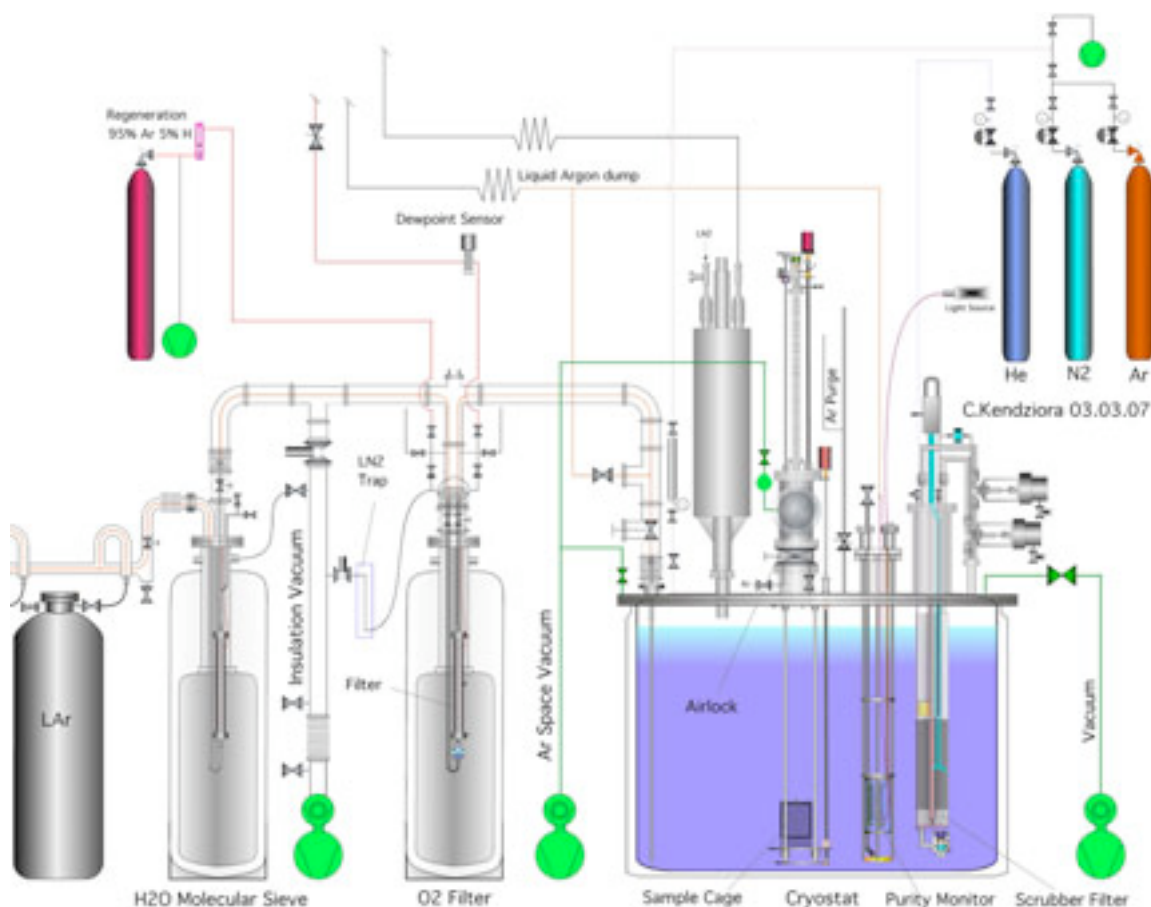 Regeneration
95% Ar 5% H
Liquid Argon dump
Dewpoint Sensor
LN2
Light Source
He
N2
Ar
C.Kendziora 03.03.07
Ar Purge
LN2
Trap
Insulation Vacuum
Filter
LAr
Ar Space Vacuum
Airlock
Vacuum
H2O Molecular Sieve
O2 Filter
Sample Cage
Cryostat
Purity Monitor
Scrubber Filter